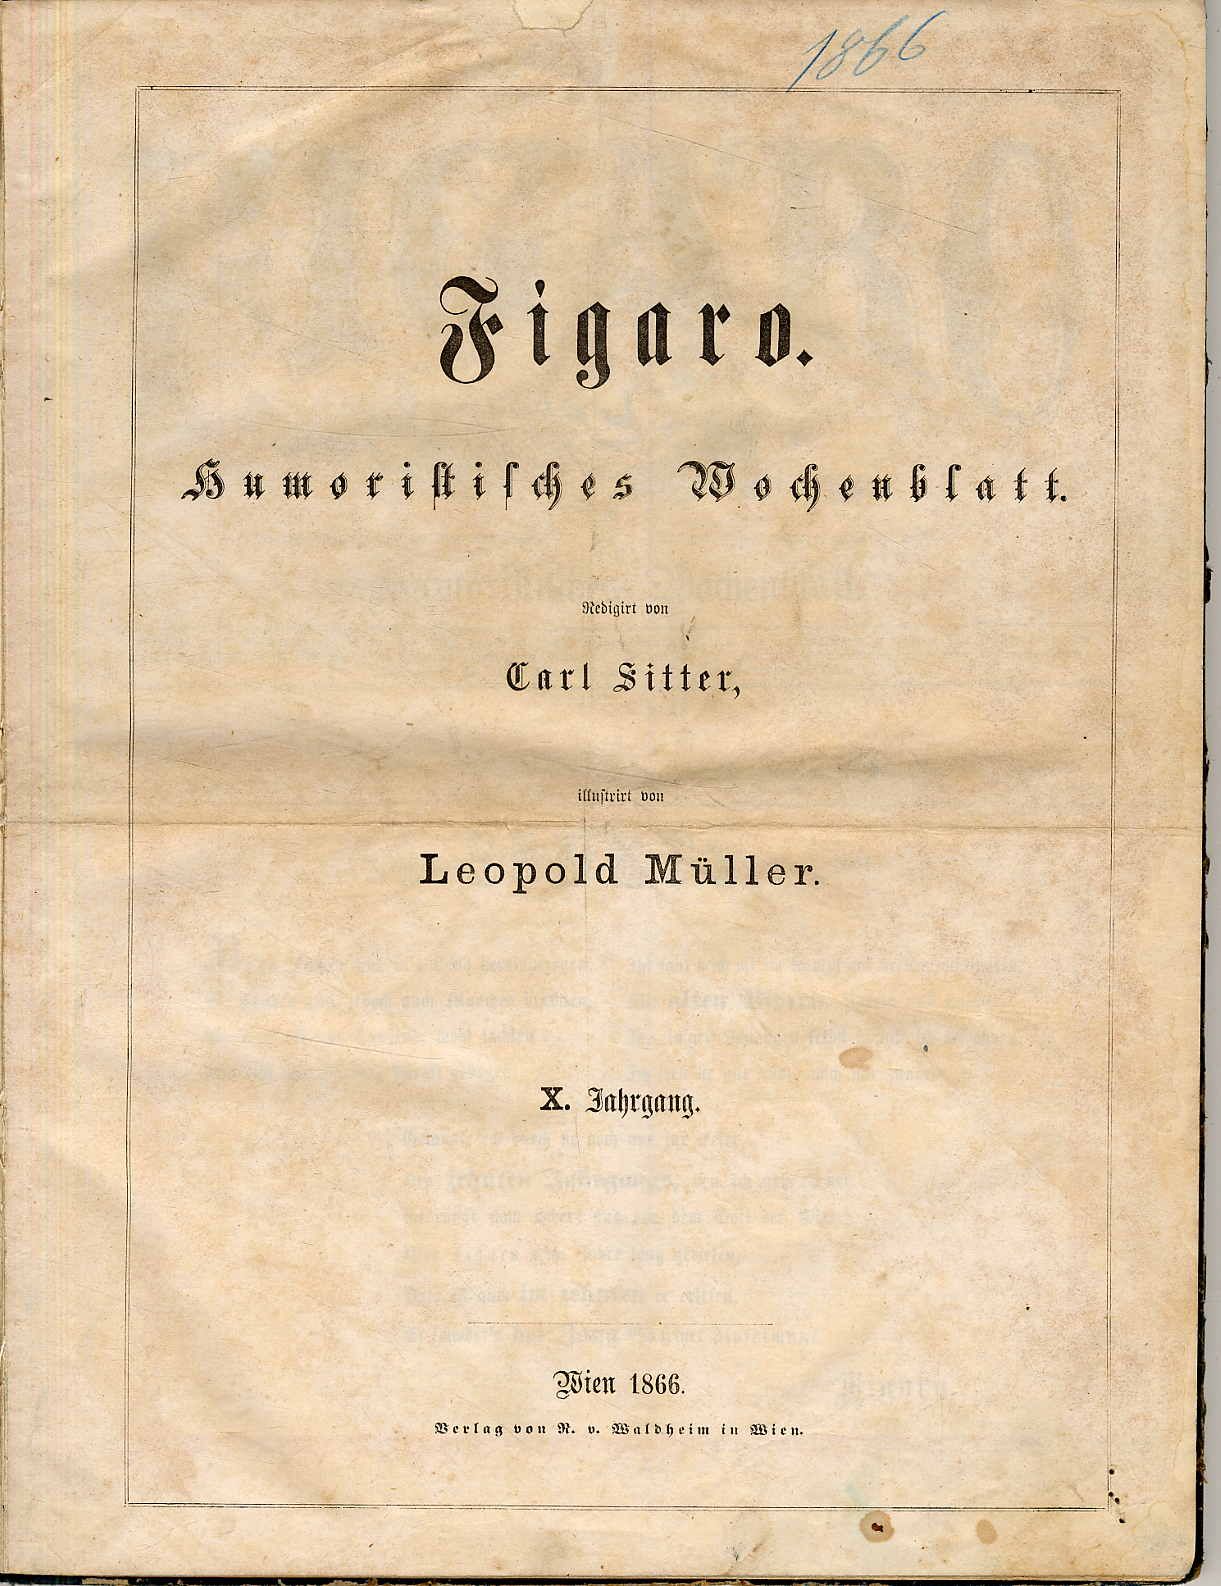 1866
Figaro.
Humoristisches Wochenblatt.
Redigirt von
Carl Sitter,
illustrirt von
Leopold Müller.
X. Jahrgang.
Wien 1866.
Verlag von R. v. Waldheim in Wien.